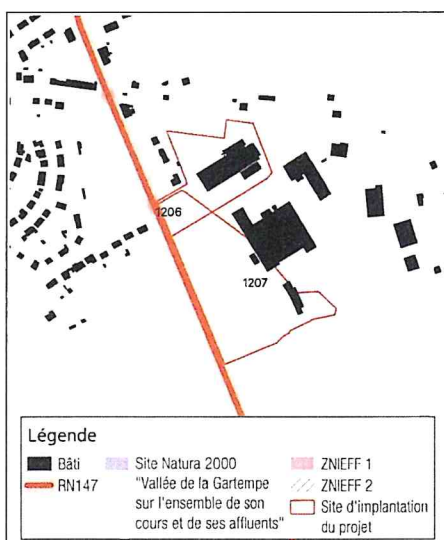 1206
1207
Légende
Bâti
RN147
Site Natura 2000
"Vallée de la Gartempe
sur l'ensemble de son
cours et de ses affluents"
ZNIEFF 1
ZNIEFF 2
Site d'implantation
du projet